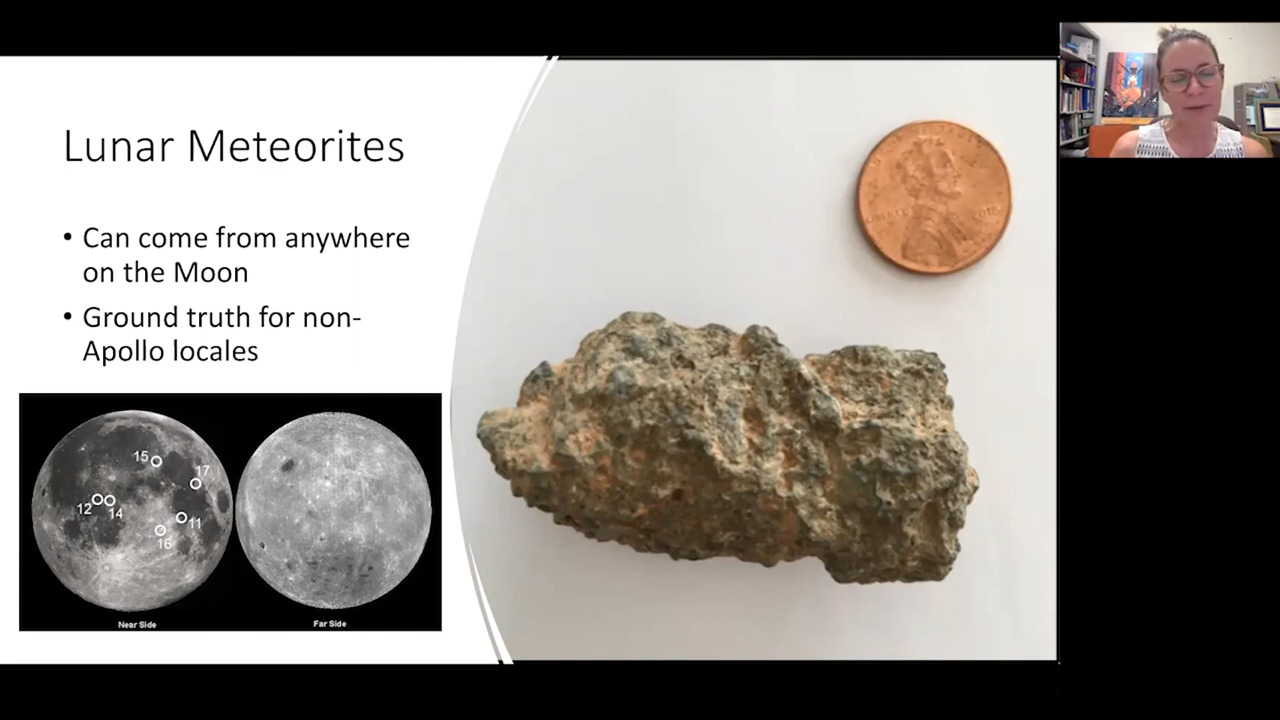 Lunar Meteorites
• Can come from anywhere
on the Moon
• Ground truth for non-
Apollo locales
15
17
12
14
11
16
Near Side
Far Side